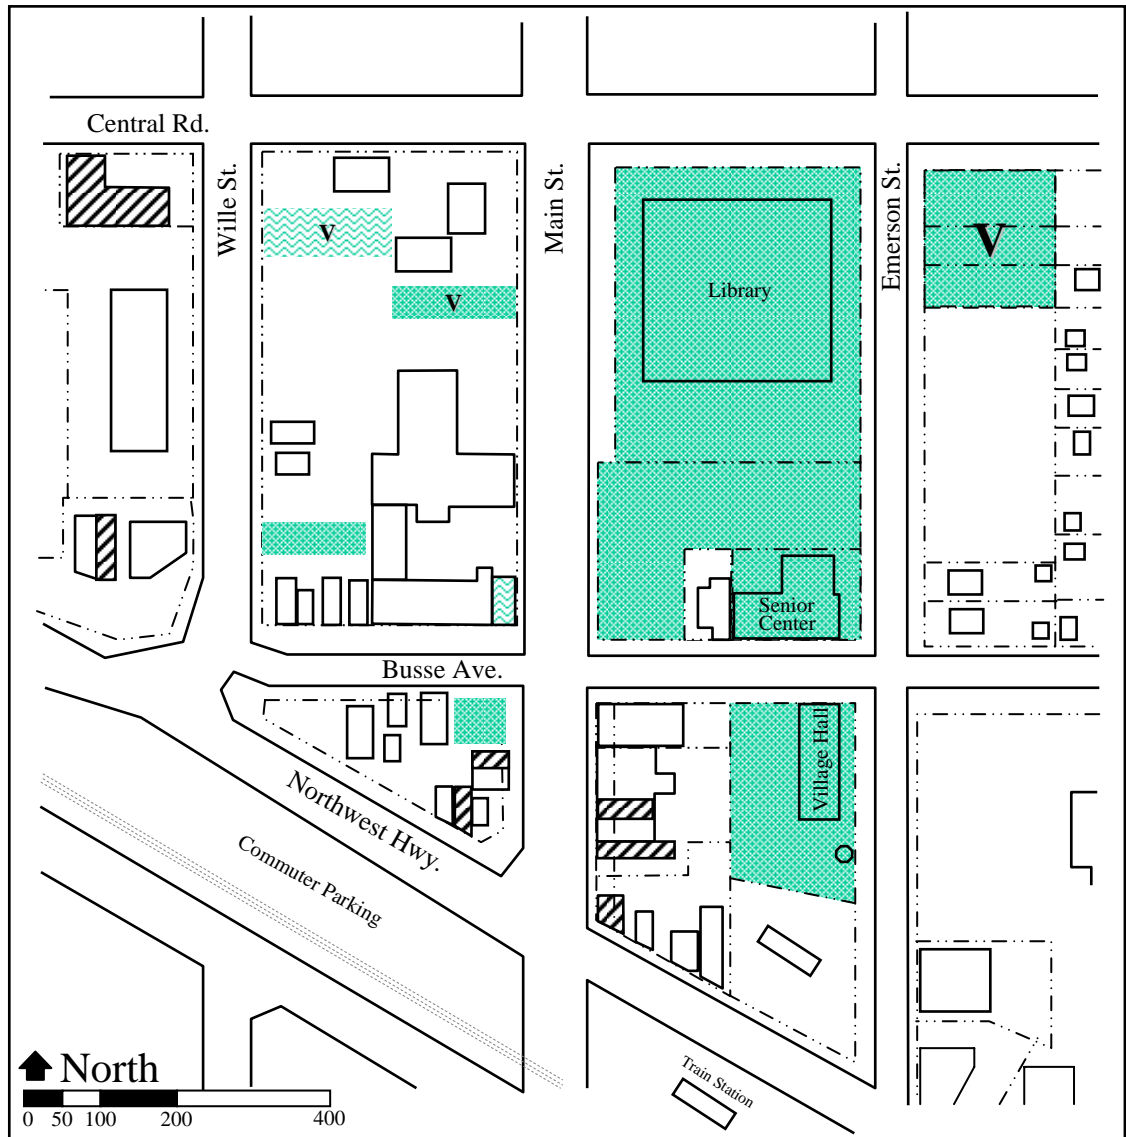 Central Rd.
Wille St.
Main St.
Emerson St.
V
V
V
Library
Senior
Center
Busse Ave.
Village Hall
Northwest Hwy.
Commuter Parking
Train Station
North
0 50 100 200 400